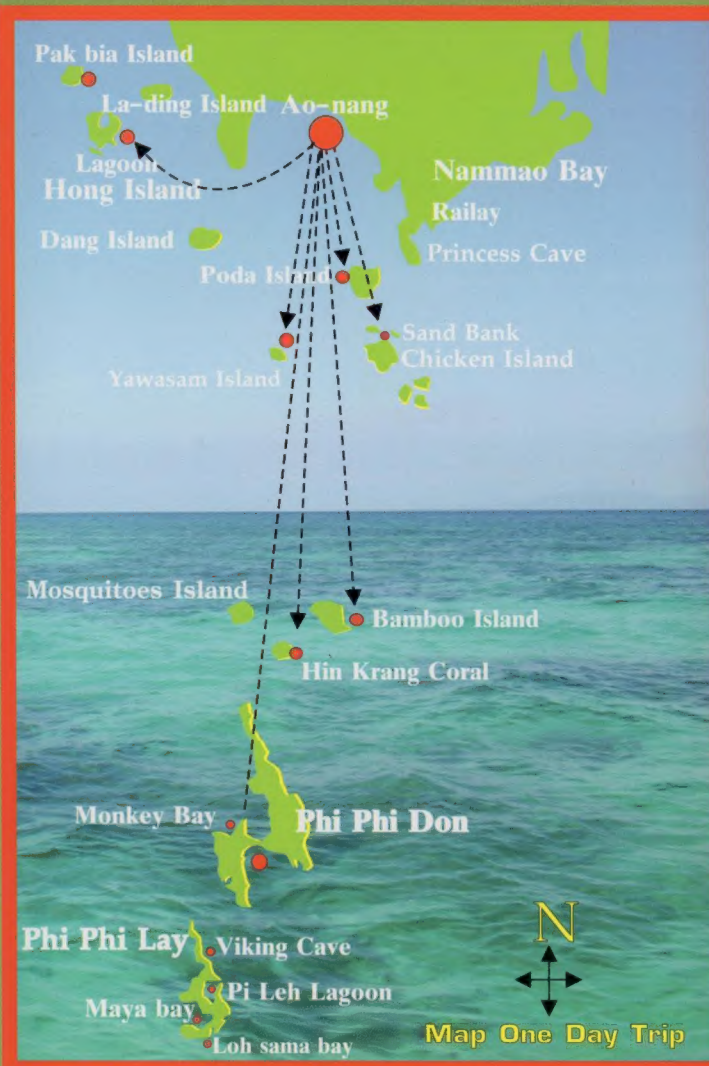 Pak bia Island
La-ding Island
Ao-nang
Lagoon
Hong Island
Nammao Bay
Railay
Dang Island
Princess Cave
Poda Island
Sand Bank
Chicken Island
Yawasam Island
Mosquitoes Island
Bamboo Island
Hin Krang Coral
Monkey Bay
Phi Phi Don
Phi Phi Lay
Viking Cave
Pi Leh Lagoon
Maya bay
Loh sama bay
N
Map One Day Trip